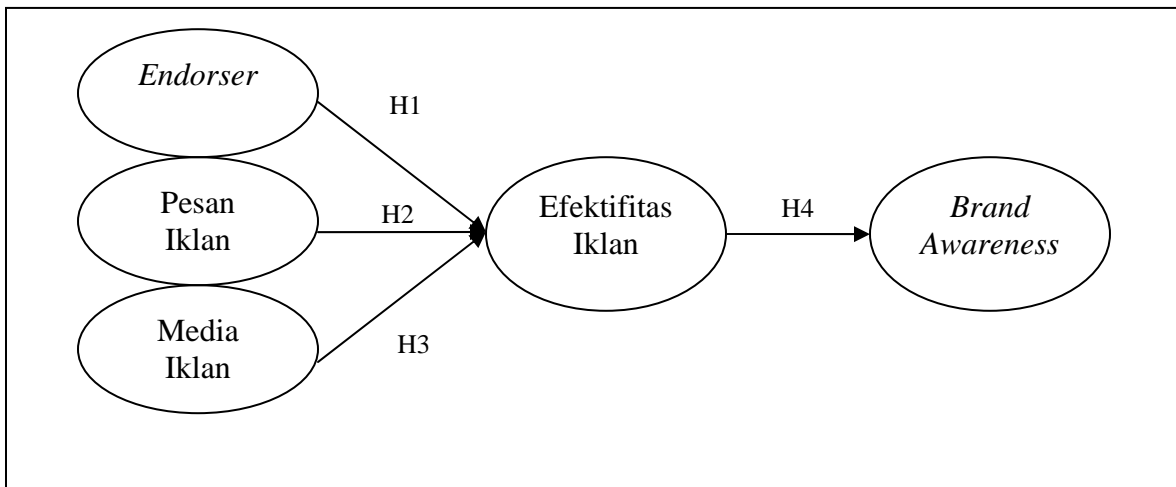 Endorser
H1
Pesan
Iklan
H2
Media
Iklan
H3
Efektifitas
Iklan
H4
Brand
Awareness